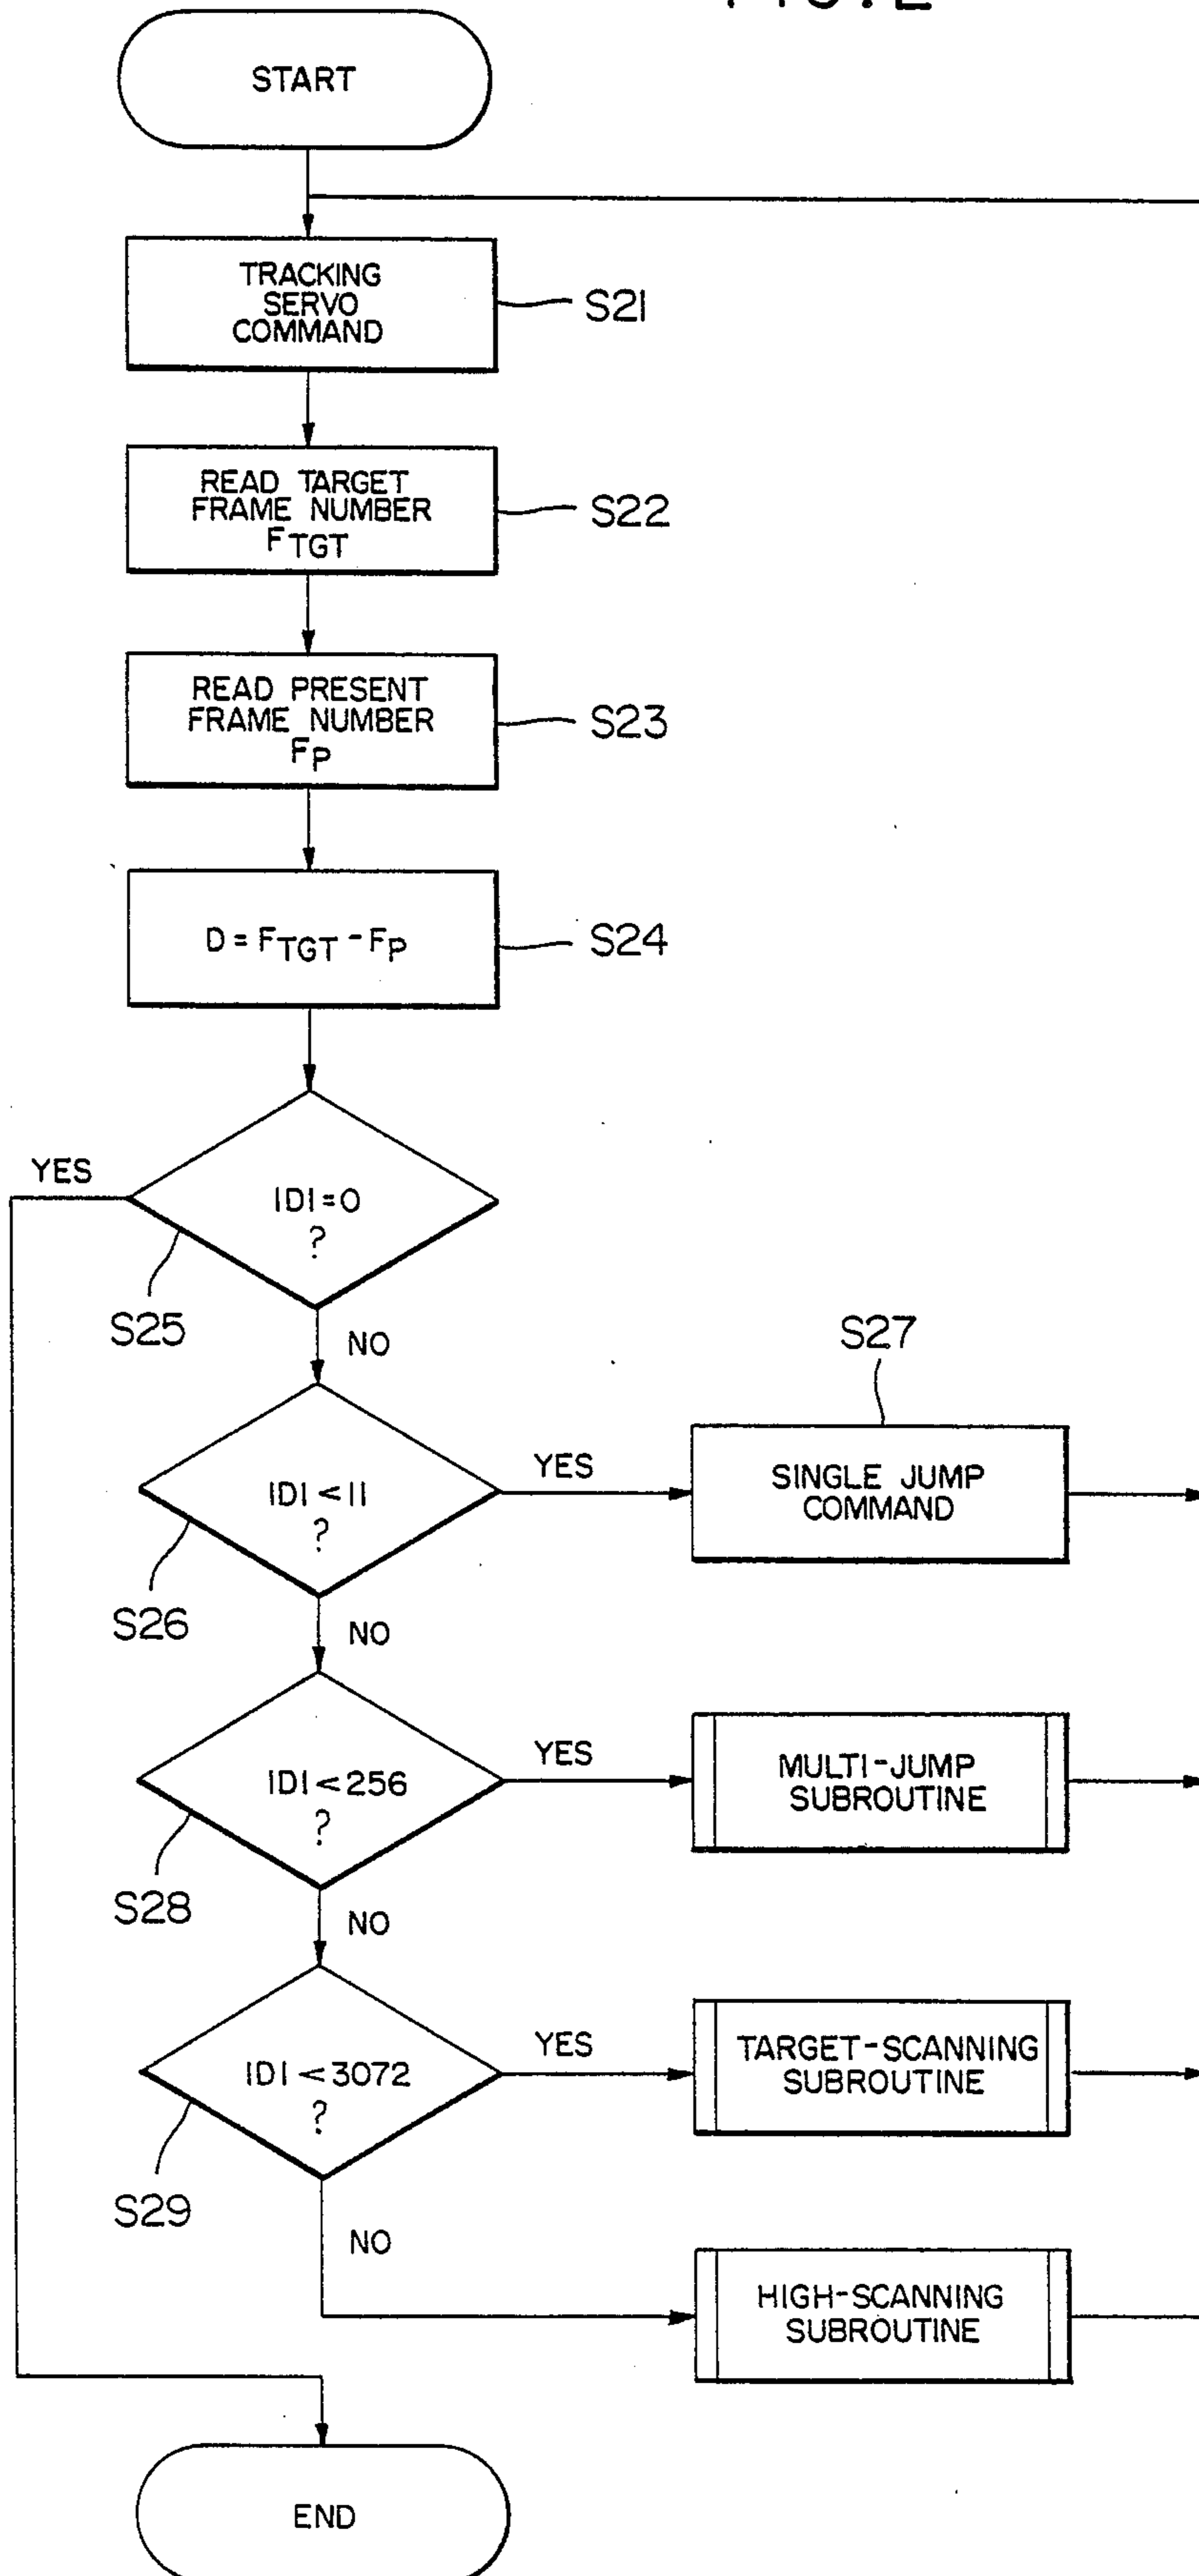 START
TRACKING
SERVO
COMMAND
S21
READ TARGET
FRAME NUMBER
FTGT
S22
READ PRESENT
FRAME NUMBER
FP
S23
D = FTGT - FP
S24
YES
|D| = 0
?
S25
NO
S27
|D| < 11
?
YES
SINGLE JUMP
COMMAND
S26
NO
|D| < 256
?
YES
MULTI-JUMP
SUBROUTINE
S28
NO
|D| < 3072
?
YES
TARGET-SCANNING
SUBROUTINE
S29
NO
HIGH-SCANNING
SUBROUTINE
END